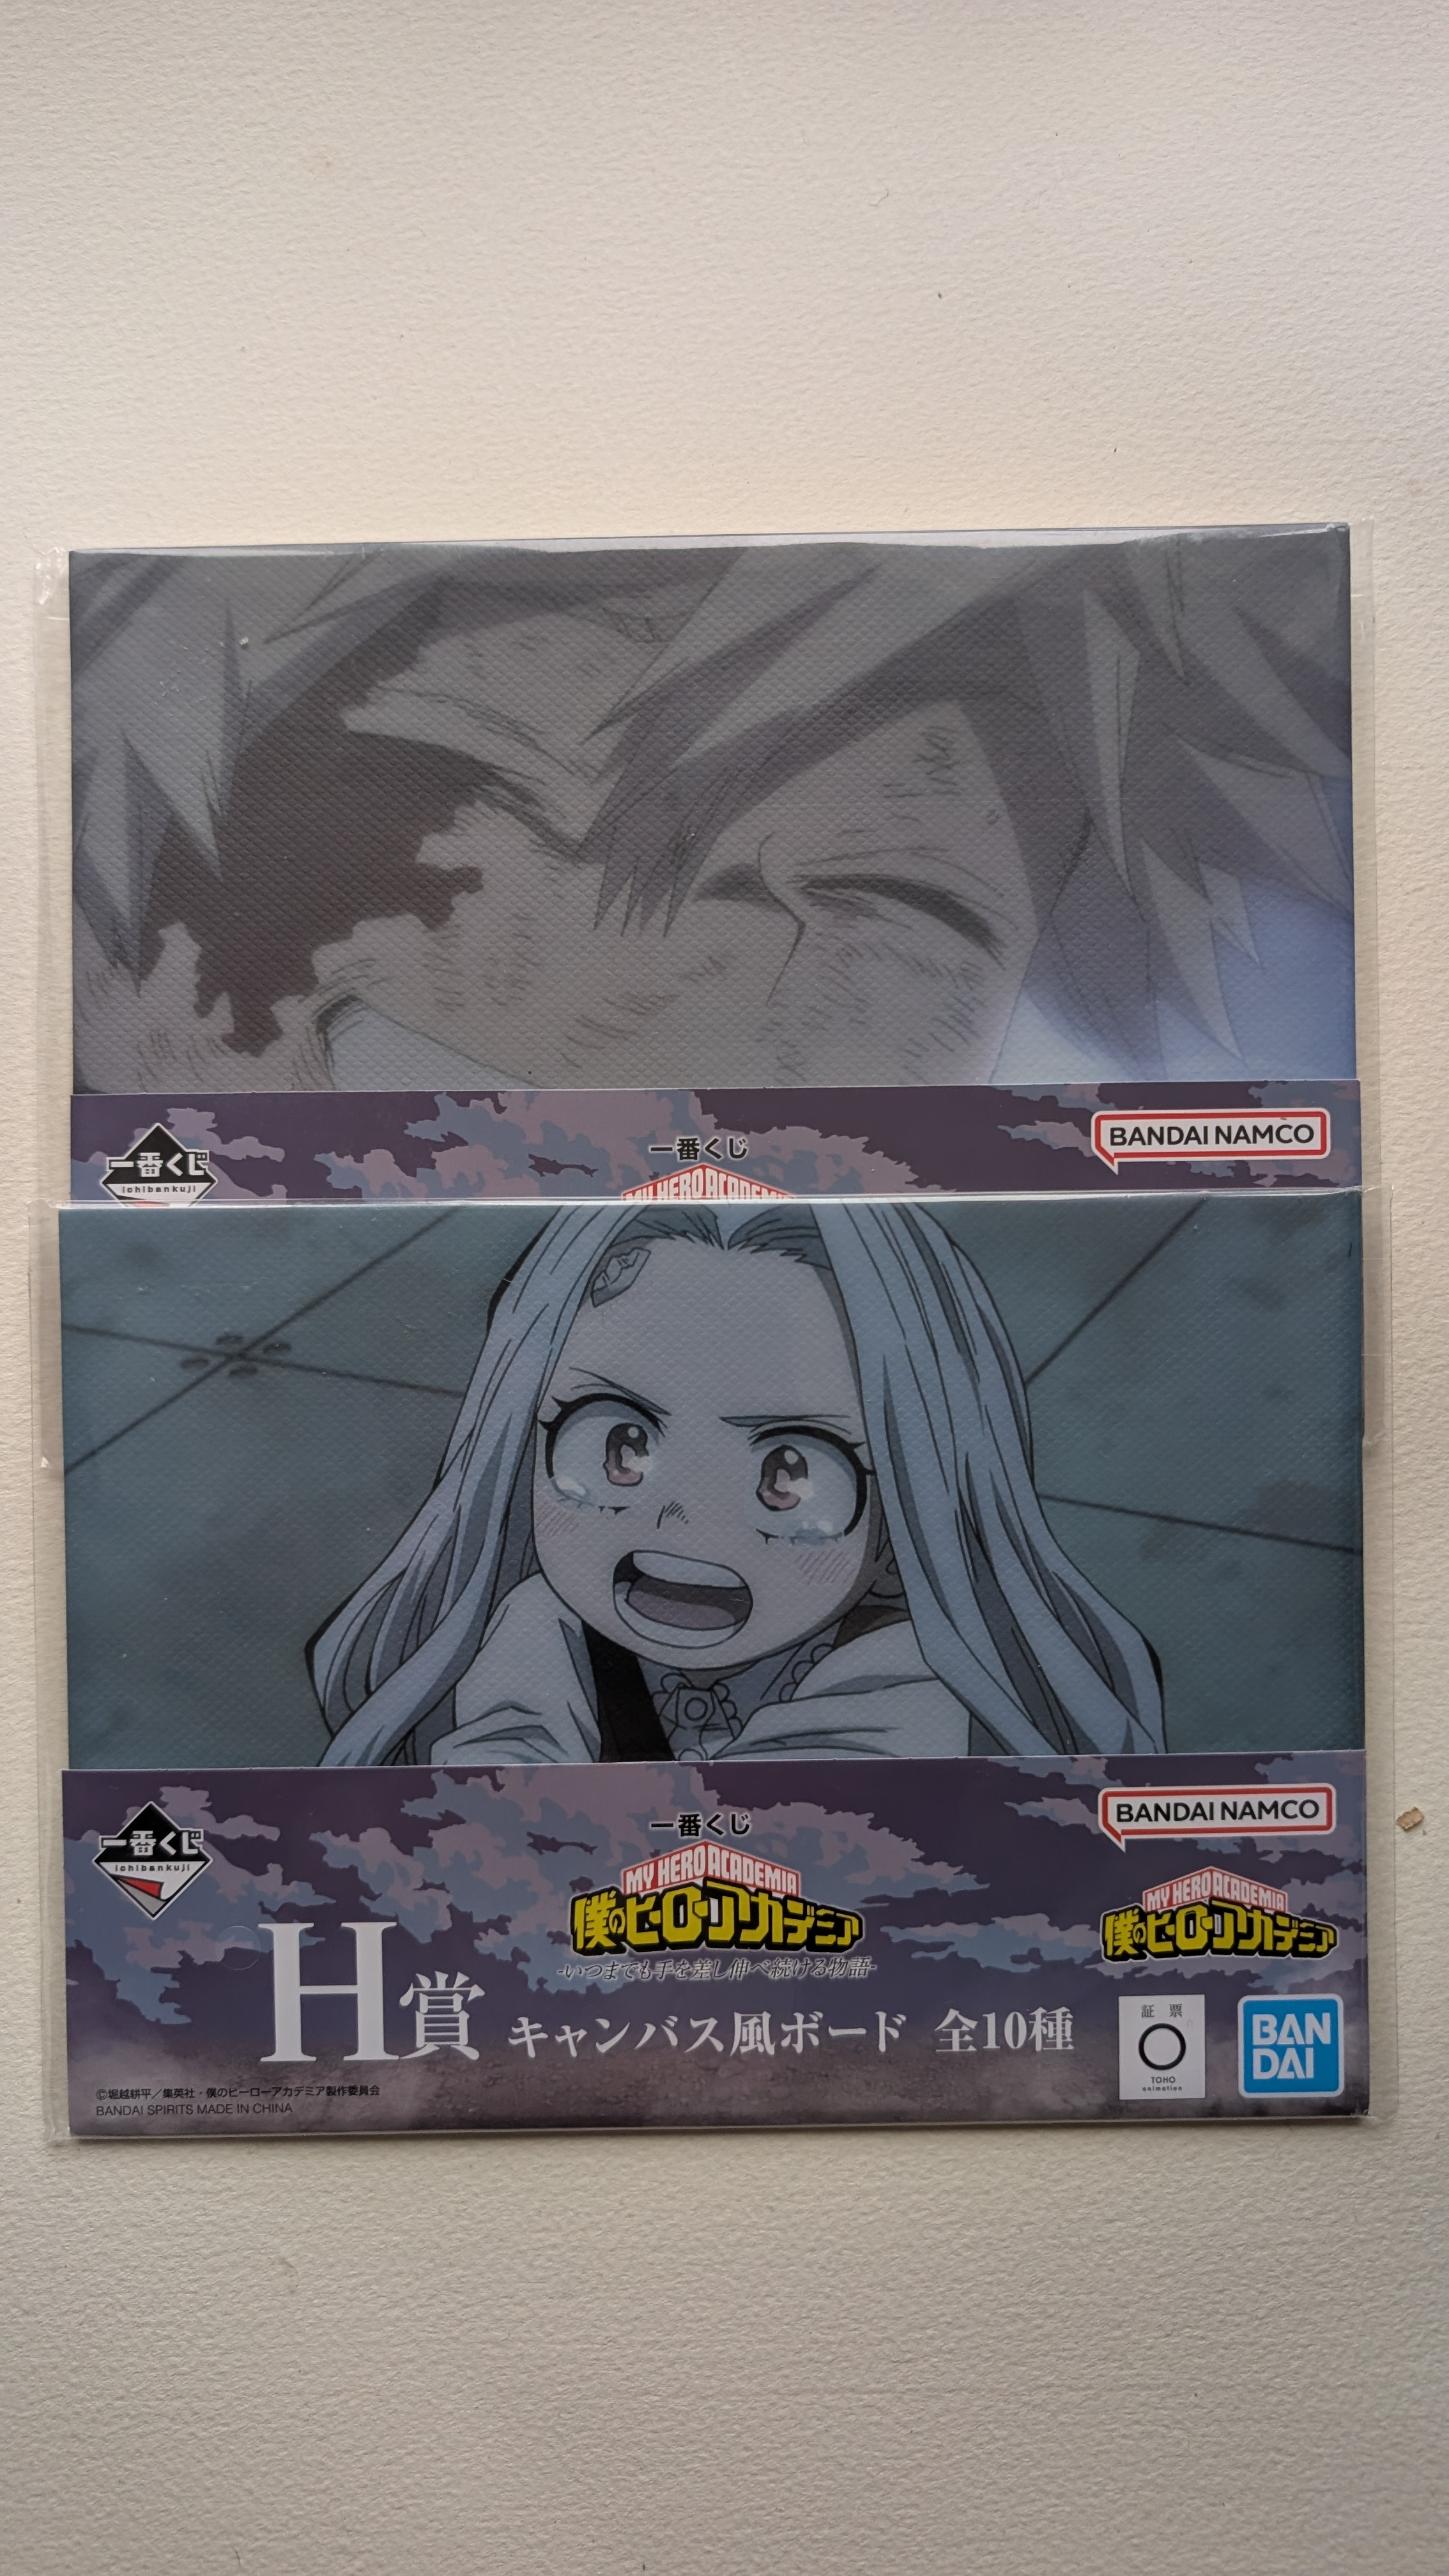 一番くじ
ichibankuji
一番くじ
MY HERO ACADEMIA
BANDAI NAMCO
一番くじ
ichibankuji
一番くじ
MY HERO ACADEMIA
僕のヒーローアカデミア
-いつまでも手を差し伸べ続ける物語-
BANDAI NAMCO
MY HERO ACADEMIA
僕のヒーローアカデミア
H賞 キャンバス風ボード 全10種
証票
TOHO
animation
BAN
DAI
©堀越耕平／集英社・僕のヒーローアカデミア製作委員会
BANDAI SPIRITS MADE IN CHINA